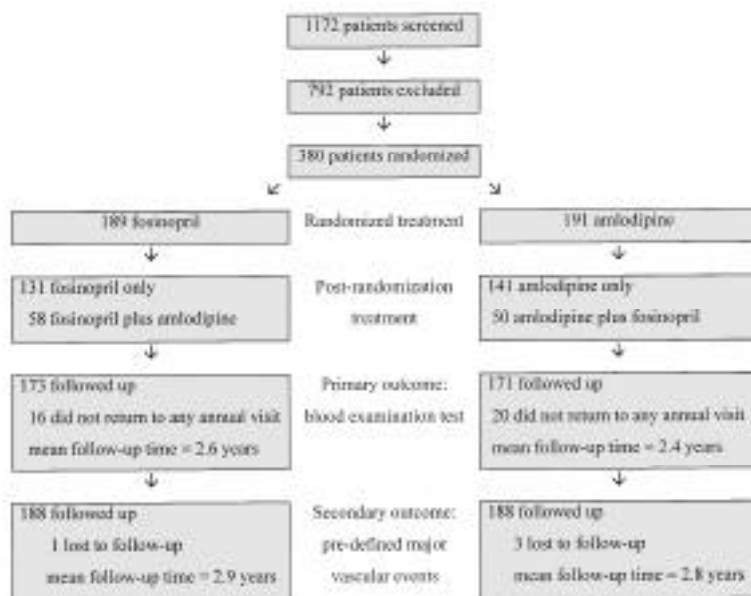 1172 patients screened
792 patients excluded
380 patients randomized
189 fosinopril
Randomized treatment
191 amlodipine
131 fosinopril only
58 fosinopril plus amlodipine
Post-randomization
treatment
141 amlodipine only
50 amlodipine plus fosinopril
173 followed up
16 did not return to any annual visit
mean follow-up time = 2.6 years
Primary outcome:
blood examination test
171 followed up
20 did not return to any annual visit
mean follow-up time = 2.4 years
188 followed up
1 lost to follow-up
mean follow-up time = 2.9 years
Secondary outcome:
pre-defined major
vascular events
188 followed up
3 lost to follow-up
mean follow-up time = 2.8 years